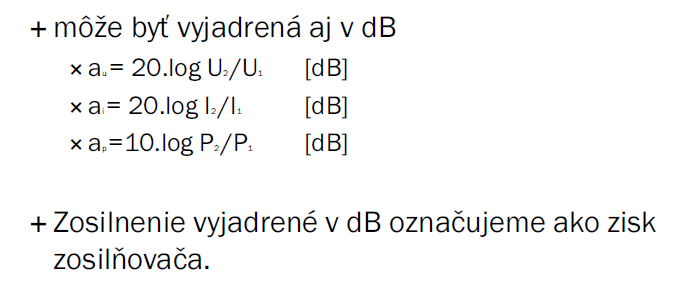 + môže byť vyjadrená aj v dB
× aᵤ= 20.log U₂/U₁ [dB]
× aᵢ= 20.log I₂/I₁ [dB]
× aₚ=10.log P₂/P₁ [dB]
+ Zosilnenie vyjadrené v dB označujeme ako zisk
zosilňovača.